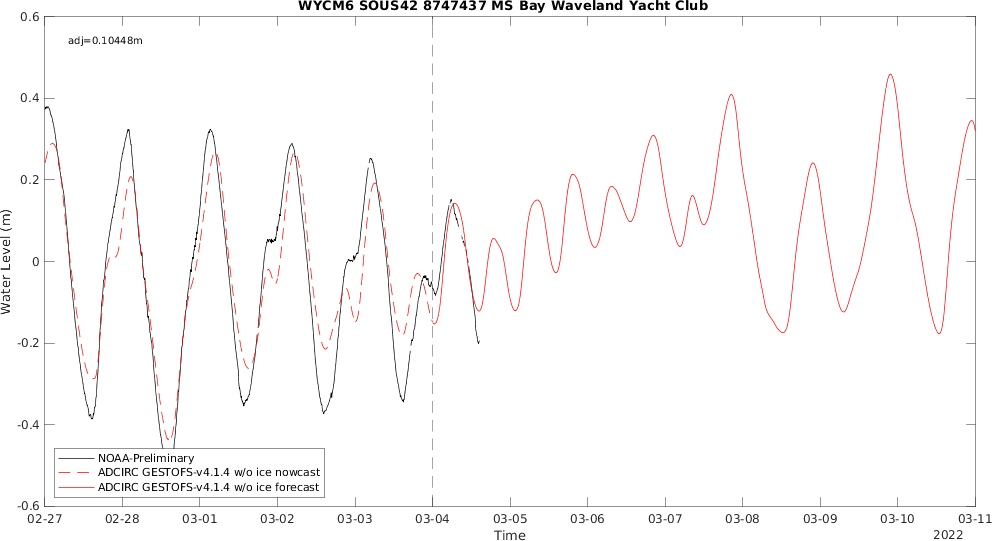 WYCM6 SOUS42 8747437 MS Bay Waveland Yacht Club
adj=0.10448m
0.6
0.4
0.2
0
-0.2
-0.4
-0.6
Water Level (m)
NOAA-Preliminary
ADCIRC GESTOFS-v4.1.4 w/o ice nowcast
ADCIRC GESTOFS-v4.1.4 w/o ice forecast
02-27 02-28 03-01 03-02 03-03 03-04 03-05 03-06 03-07 03-08 03-09 03-10 03-11
Time
2022